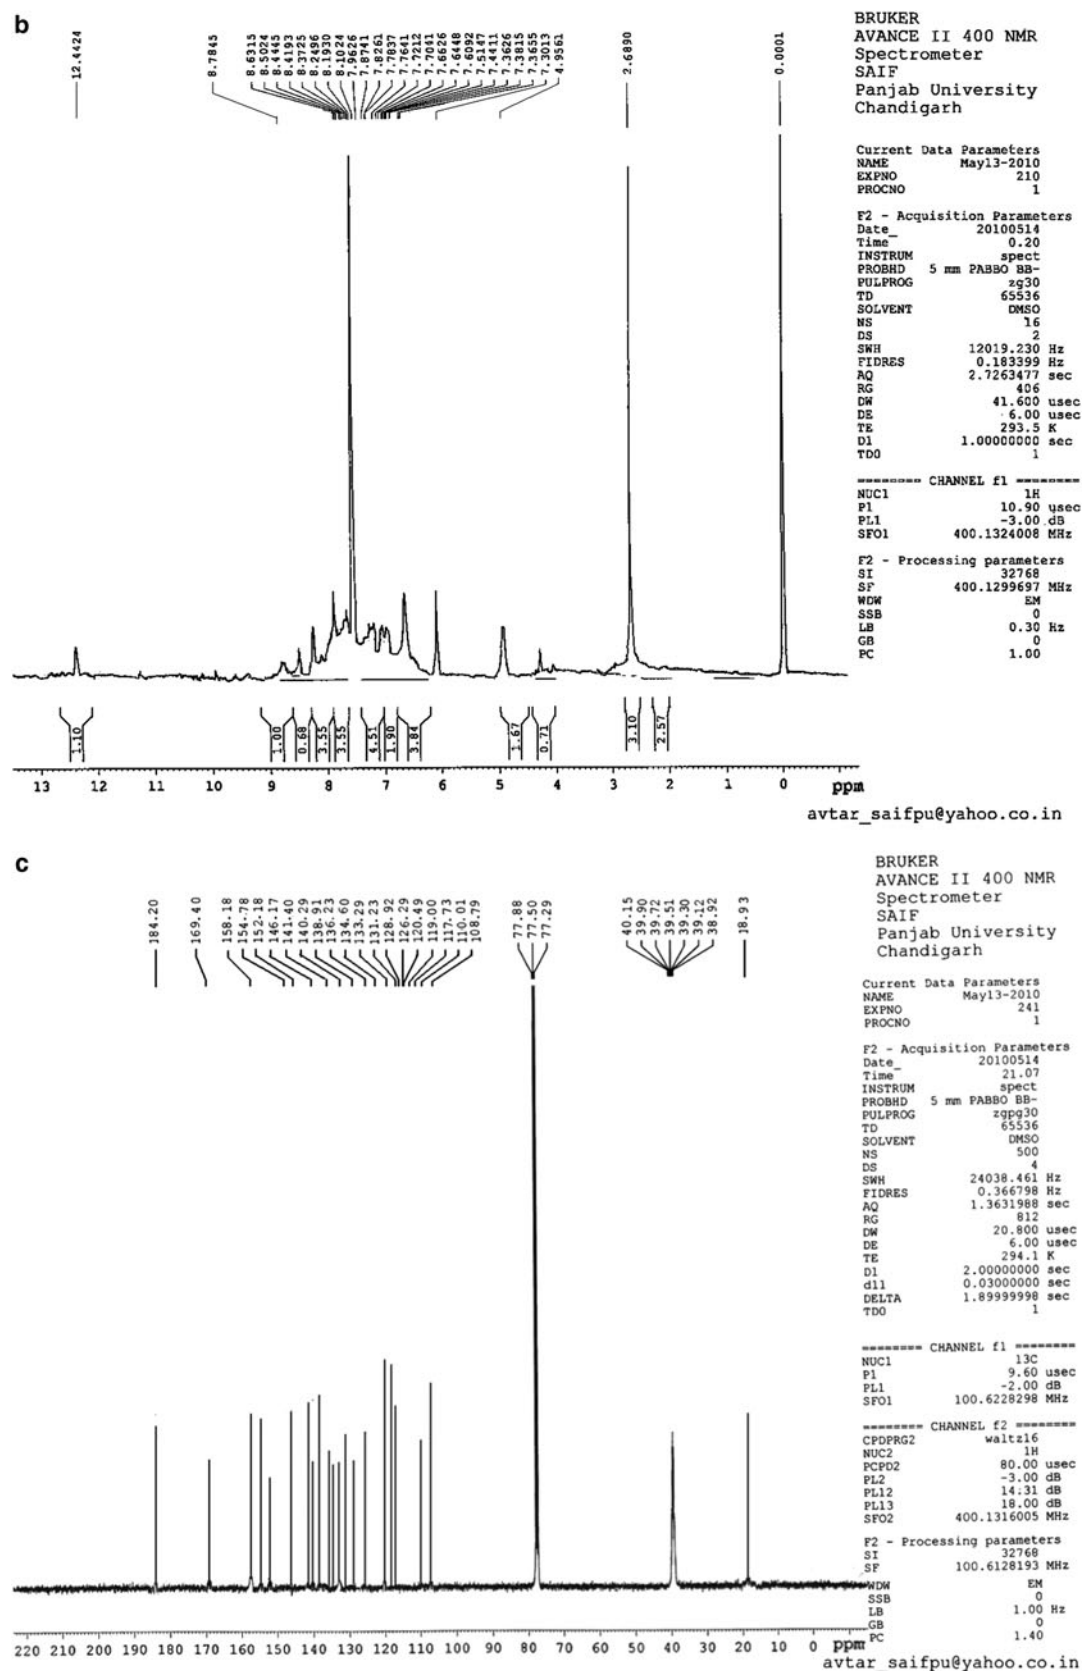 b
12.4424
8.7845
8.6315
8.5024
8.4445
8.4193
8.3725
8.2496
8.1930
8.1024
7.9626
7.8741
7.8261
7.7837
7.7641
7.7212
7.7041
7.6626
7.6448
7.6092
7.5147
7.4411
7.3626
7.3815
7.3655
7.3013
4.9561
2.6890
0.0001
BRUKER
AVANCE II 400 NMR
Spectrometer
SAIF
Panjab University
Chandigarh
Current Data Parameters
NAME May13-2010
EXPNO 210
PROCNO 1
F2 - Acquisition Parameters
Date_ 20100514
Time 0.20
INSTRUM spect
PROBHD 5 mm PABBO BB-
PULPROG zg30
TD 65536
SOLVENT DMSO
NS 16
DS 2
SWH 12019.230 Hz
FIDRES 0.183399 Hz
AQ 2.7263477 sec
RG 406
DW 41.600 usec
DE 6.00 usec
TE 293.5 K
D1 1.00000000 sec
TD0 1
======== CHANNEL f1 ========
NUC1 1H
P1 10.90 usec
PL1 -3.00 dB
SFO1 400.1324008 MHz
F2 - Processing parameters
SI 32768
SF 400.1299697 MHz
WDW EM
SSB 0
LB 0.30 Hz
GB 0
PC 1.00
1.10 1.00 0.68 3.55 3.55 4.51 1.90 3.84 1.67 0.71 3.10 2.57
13 12 11 10 9 8 7 6 5 4 3 2 1 0 ppm
avtar_saifpu@yahoo.co.in
c
184.20
169.40
158.18
154.78
152.18
146.17
141.40
140.29
138.91
136.23
134.60
133.29
131.23
128.92
126.29
120.49
119.00
117.73
110.01
108.79
77.88
77.50
77.29
40.15
39.90
39.72
39.51
39.30
39.12
38.92
18.93
BRUKER
AVANCE II 400 NMR
Spectrometer
SAIF
Panjab University
Chandigarh
Current Data Parameters
NAME May13-2010
EXPNO 241
PROCNO 1
F2 - Acquisition Parameters
Date_ 20100514
Time 21.07
INSTRUM spect
PROBHD 5 mm PABBO BB-
PULPROG zgpg30
TD 65536
SOLVENT DMSO
NS 500
DS 4
SWH 24038.461 Hz
FIDRES 0.366798 Hz
AQ 1.3631988 sec
RG 812
DW 20.800 usec
DE 6.00 usec
TE 294.1 K
D1 2.00000000 sec
d11 0.03000000 sec
DELTA 1.89999998 sec
TD0 1
======== CHANNEL f1 ========
NUC1 13C
P1 9.60 usec
PL1 -2.00 dB
SFO1 100.6228298 MHz
======== CHANNEL f2 ========
CPDPRG2 waltz16
NUC2 1H
PCPD2 80.00 usec
PL2 -3.00 dB
PL12 14.31 dB
PL13 18.00 dB
SFO2 400.1316005 MHz
F2 - Processing parameters
SI 32768
SF 100.6128193 MHz
WDW EM
SSB 0
LB 1.00 Hz
GB 0
PC 1.40
220 210 200 190 180 170 160 150 140 130 120 110 100 90 80 70 60 50 40 30 20 10 0 ppm
avtar_saifpu@yahoo.co.in